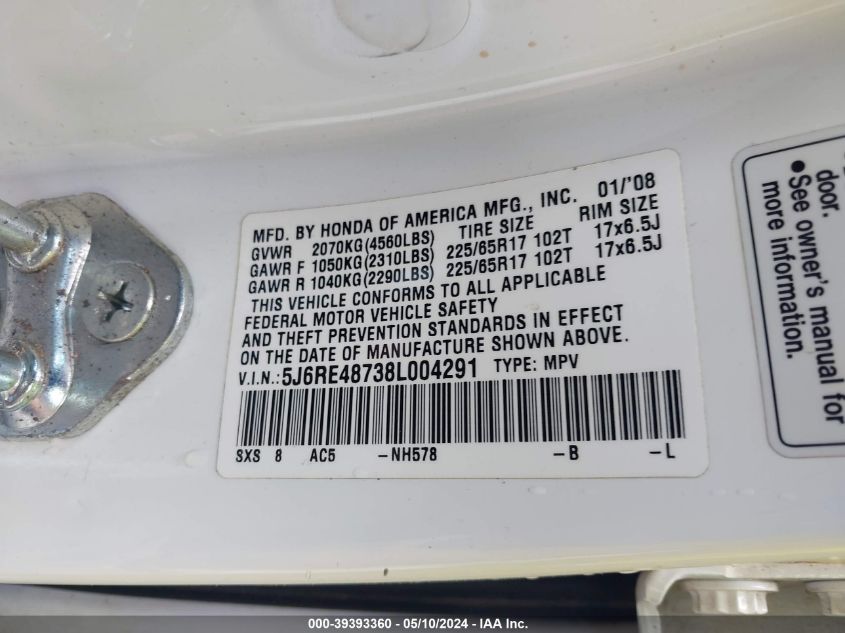 MFD. BY HONDA OF AMERICA MFG., INC. 01/'08
GVWR 2070KG(4560LBS) TIRE SIZE RIM SIZE
GAWR F 1050KG(2310LBS) 225/65R17 102T 17x6.5J
GAWR R 1040KG(2290LBS) 225/65R17 102T 17x6.5J
THIS VEHICLE CONFORMS TO ALL APPLICABLE
FEDERAL MOTOR VEHICLE SAFETY
AND THEFT PREVENTION STANDARDS IN EFFECT
ON THE DATE OF MANUFACTURE SHOWN ABOVE.
V.I.N.: 5J6RE48738L004291 TYPE: MPV
SXS 8 AC5 -NH578 -B -L
door.
● See owner's manual for
more information.
000-39393360 - 05/10/2024 - IAA Inc.